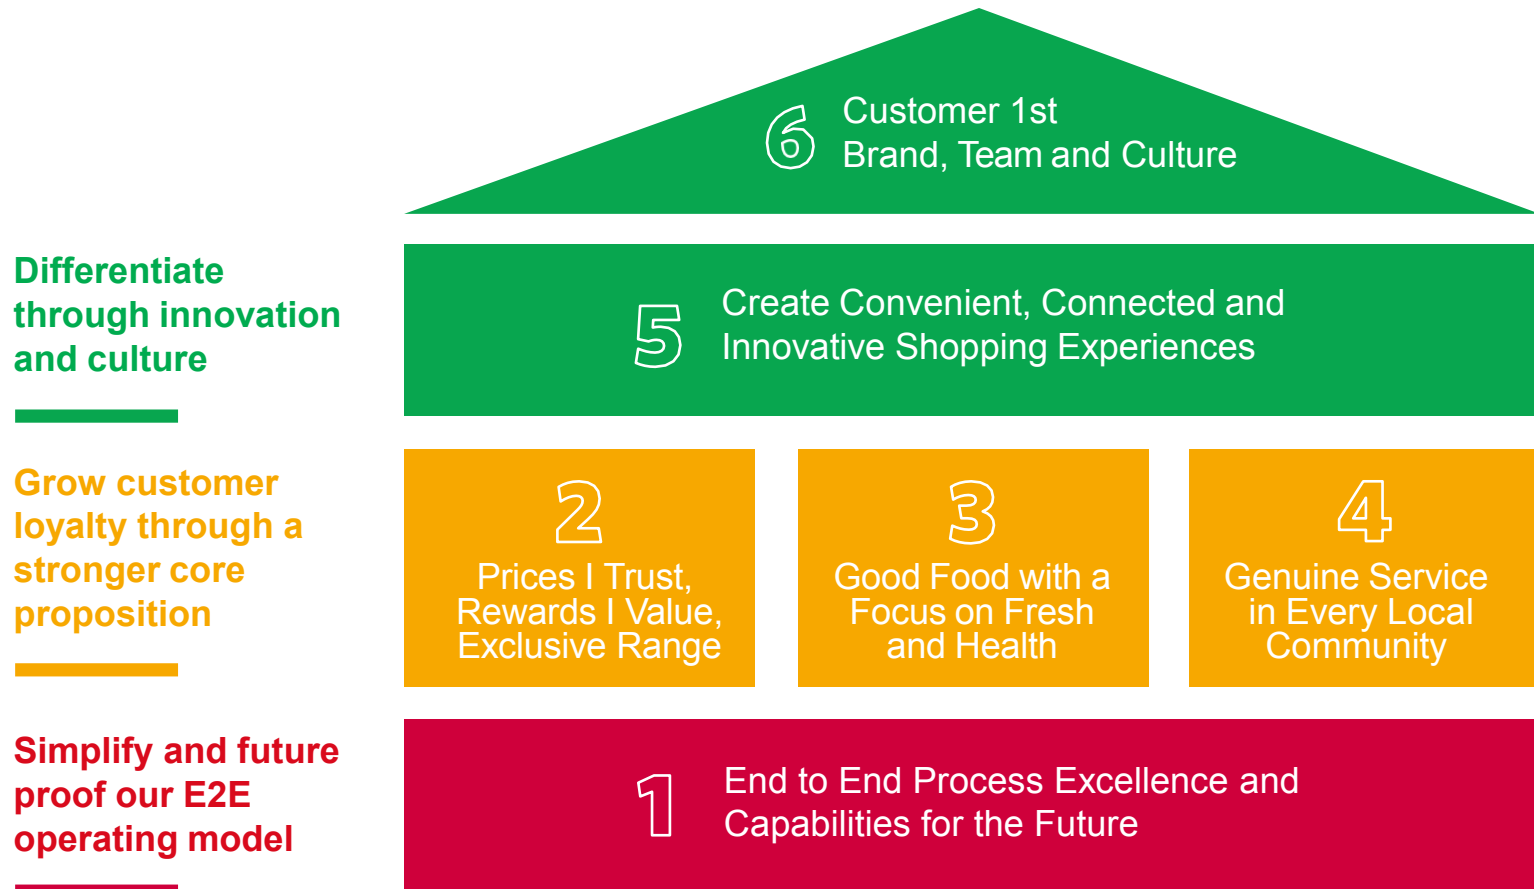 6
Customer 1st
Brand, Team and Culture
Differentiate
through innovation
and culture
5
Create Convenient, Connected and
Innovative Shopping Experiences
Grow customer
loyalty through a
stronger core
proposition
2
Prices I Trust,
Rewards I Value,
Exclusive Range
3
Good Food with a
Focus on Fresh
and Health
4
Genuine Service
in Every Local
Community
Simplify and future
proof our E2E
operating model
1
End to End Process Excellence and
Capabilities for the Future